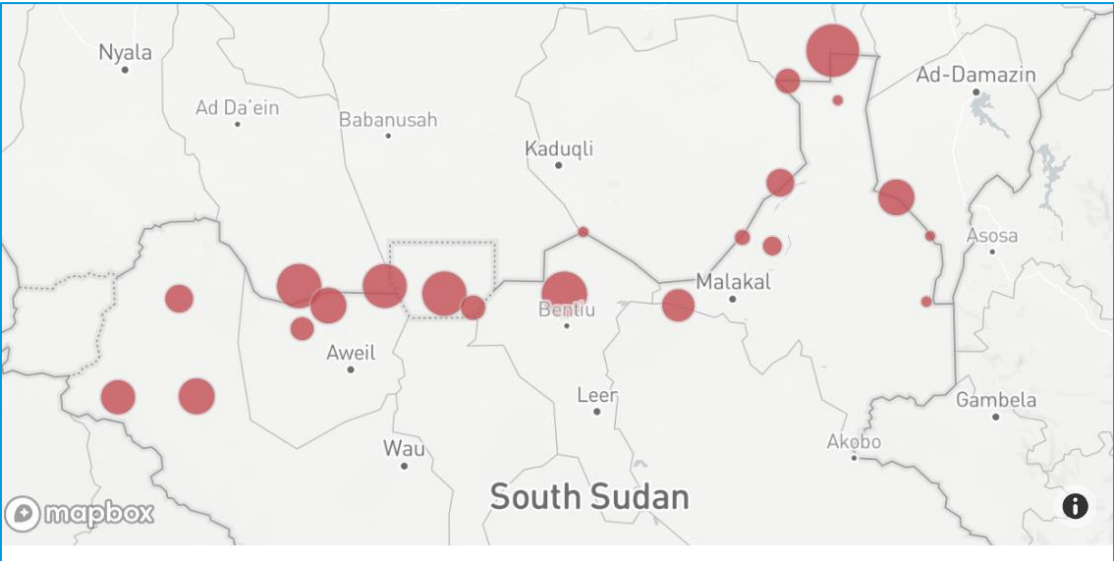 Nyala
Ad-Damazin
Ad Da'ein
Babanusah
Kaduqli
Asosa
Malakal
Bentiu
Aweil
Leer
Gambela
Akobo
Wau
South Sudan
mapbox
i